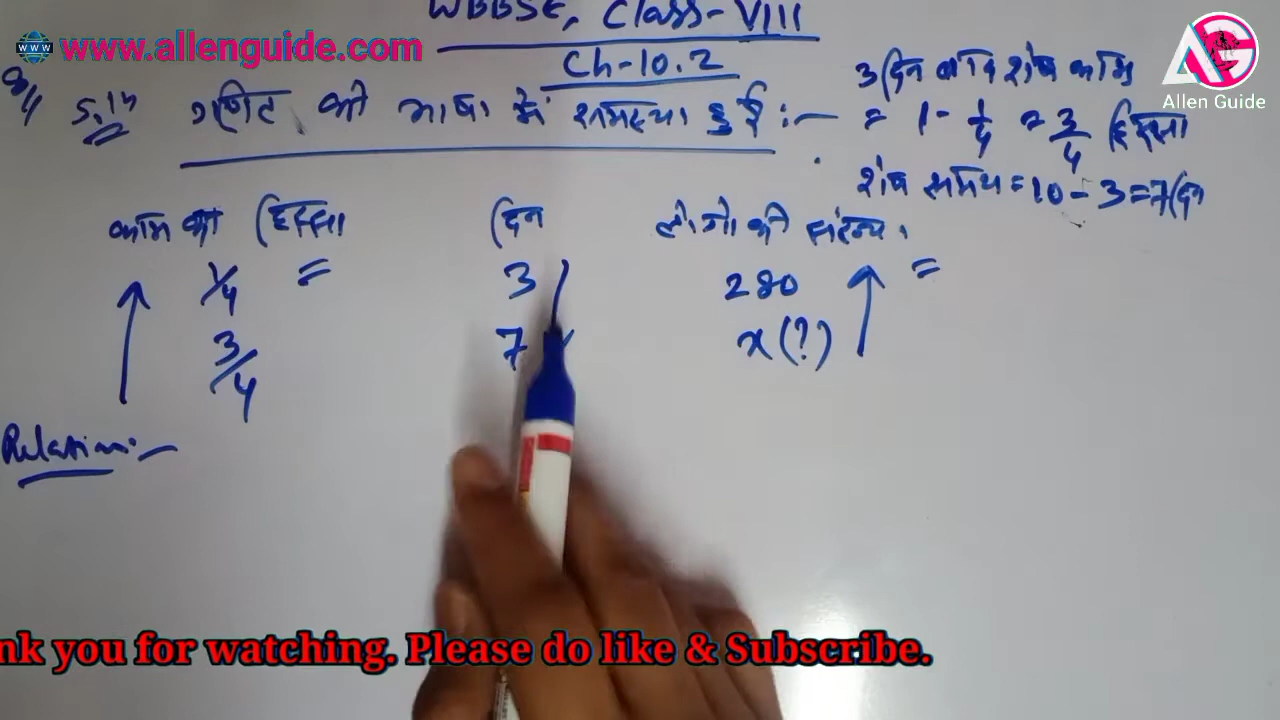 WBBSE, Class-VIII
www.allenguide.com
Ch-10.2
Allen Guide
Soln गणित की भाषा में समस्या हुई :—
3 दिन बाद शेष काम
= 1 - 1/4 = 3/4 हिस्सा
शेष समय = 10 - 3 = 7 दिन
काम का हिस्सा दिन लोगों की संख्या
1/4 = 3 280 =
3/4 7 x (?)
Relation:—
nk you for watching. Please do like & Subscribe.